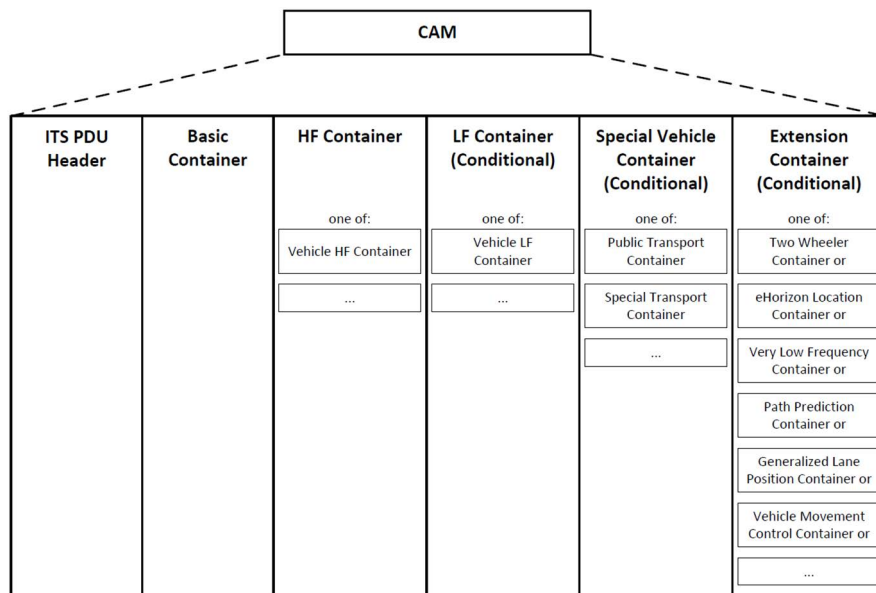 CAM
ITS PDU
Header
Basic
Container
HF Container
one of:
Vehicle HF Container
...
LF Container
(Conditional)
one of:
Vehicle LF
Container
...
Special Vehicle
Container
(Conditional)
one of:
Public Transport
Container
Special Transport
Container
...
Extension
Container
(Conditional)
one of:
Two Wheeler
Container or
eHorizon Location
Container or
Very Low Frequency
Container or
Path Prediction
Container or
Generalized Lane
Position Container or
Vehicle Movement
Control Container or
...